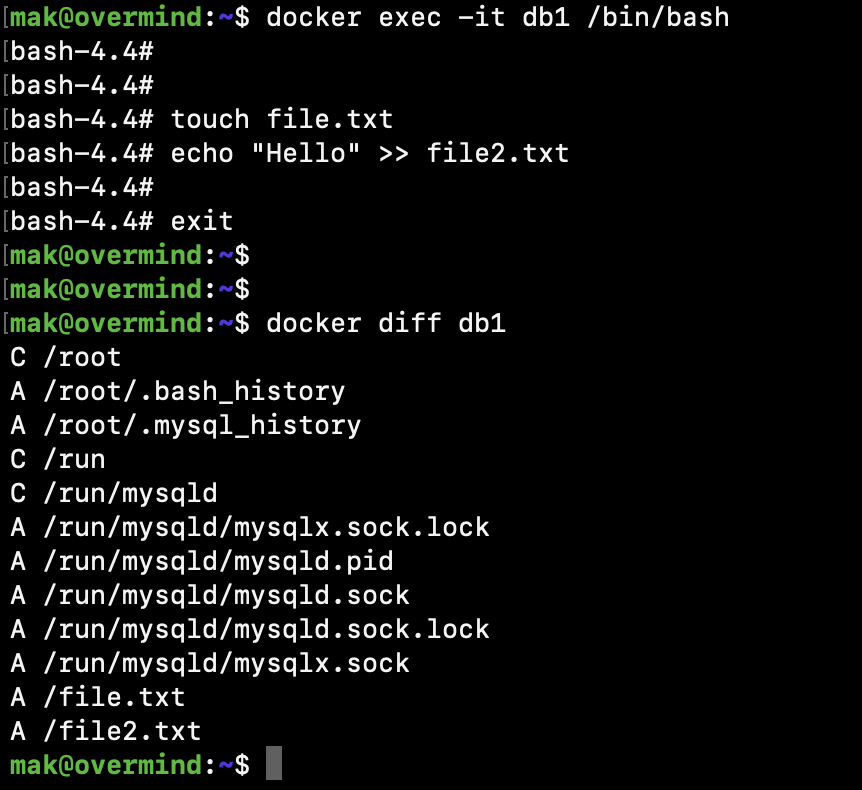 [mak@overmind:~$ docker exec -it db1 /bin/bash
[bash-4.4#
[bash-4.4#
[bash-4.4# touch file.txt
[bash-4.4# echo "Hello" >> file2.txt
[bash-4.4#
[bash-4.4# exit
[mak@overmind:~$
[mak@overmind:~$
[mak@overmind:~$ docker diff db1
C /root
A /root/.bash_history
A /root/.mysql_history
C /run
C /run/mysqld
A /run/mysqld/mysqlx.sock.lock
A /run/mysqld/mysqld.pid
A /run/mysqld/mysqld.sock
A /run/mysqld/mysqld.sock.lock
A /run/mysqld/mysqlx.sock
A /file.txt
A /file2.txt
mak@overmind:~$